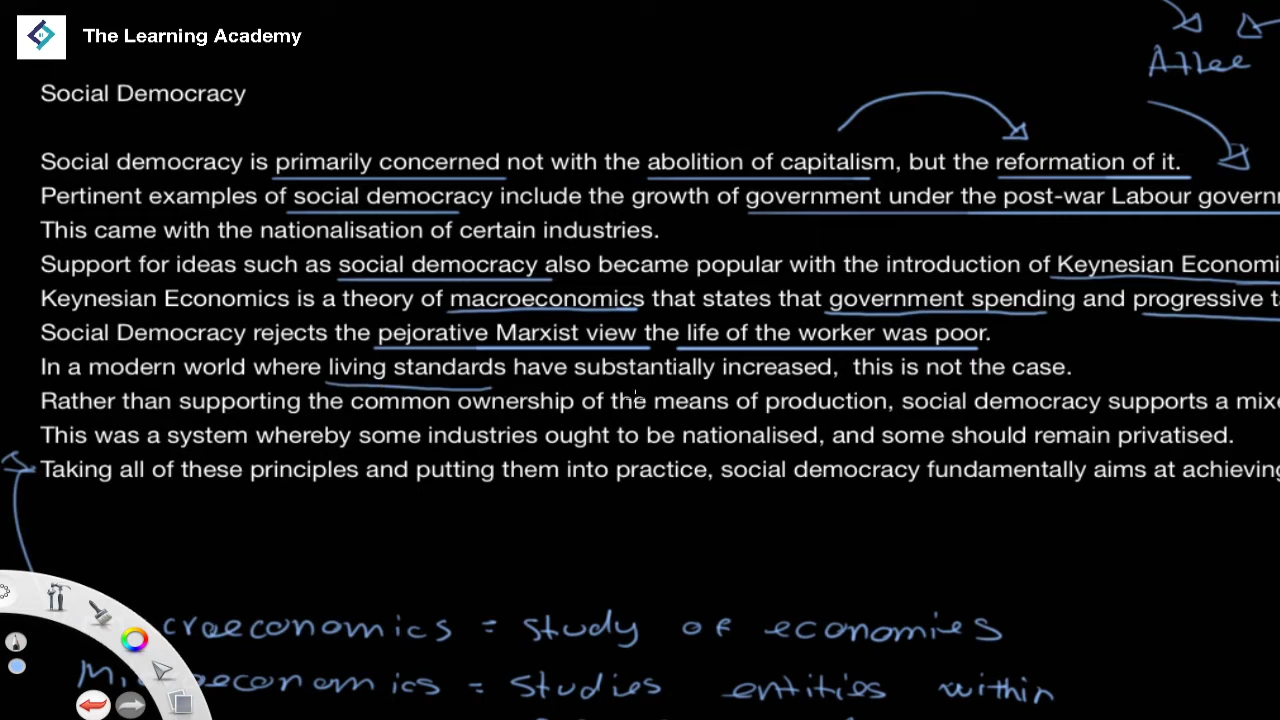 The Learning Academy
Atlee
Social Democracy
Social democracy is primarily concerned not with the abolition of capitalism, but the reformation of it.
Pertinent examples of social democracy include the growth of government under the post-war Labour govern
This came with the nationalisation of certain industries.
Support for ideas such as social democracy also became popular with the introduction of Keynesian Economi
Keynesian Economics is a theory of macroeconomics that states that government spending and progressive t
Social Democracy rejects the pejorative Marxist view the life of the worker was poor.
In a modern world where living standards have substantially increased, this is not the case.
Rather than supporting the common ownership of the means of production, social democracy supports a mixe
This was a system whereby some industries ought to be nationalised, and some should remain privatised.
Taking all of these principles and putting them into practice, social democracy fundamentally aims at achieving
croeconomics = study of economies
Mi oeconomics = studies entities within